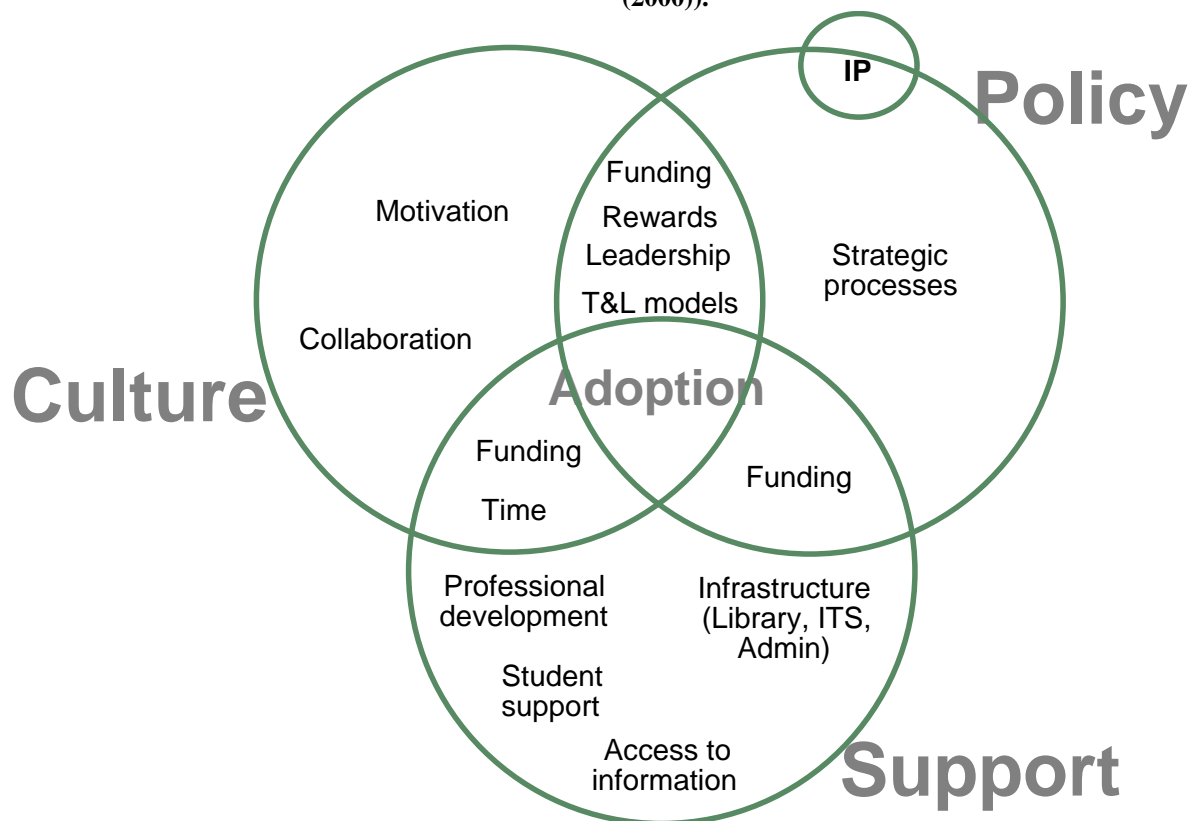 (2000)).
IP
Policy
Funding
Motivation
Rewards
Leadership
Strategic
processes
T&L models
Collaboration
Culture
Adoption
Funding
Funding
Time
Professional
development
Infrastructure
(Library, ITS,
Admin)
Student
support
Access to
information
Support